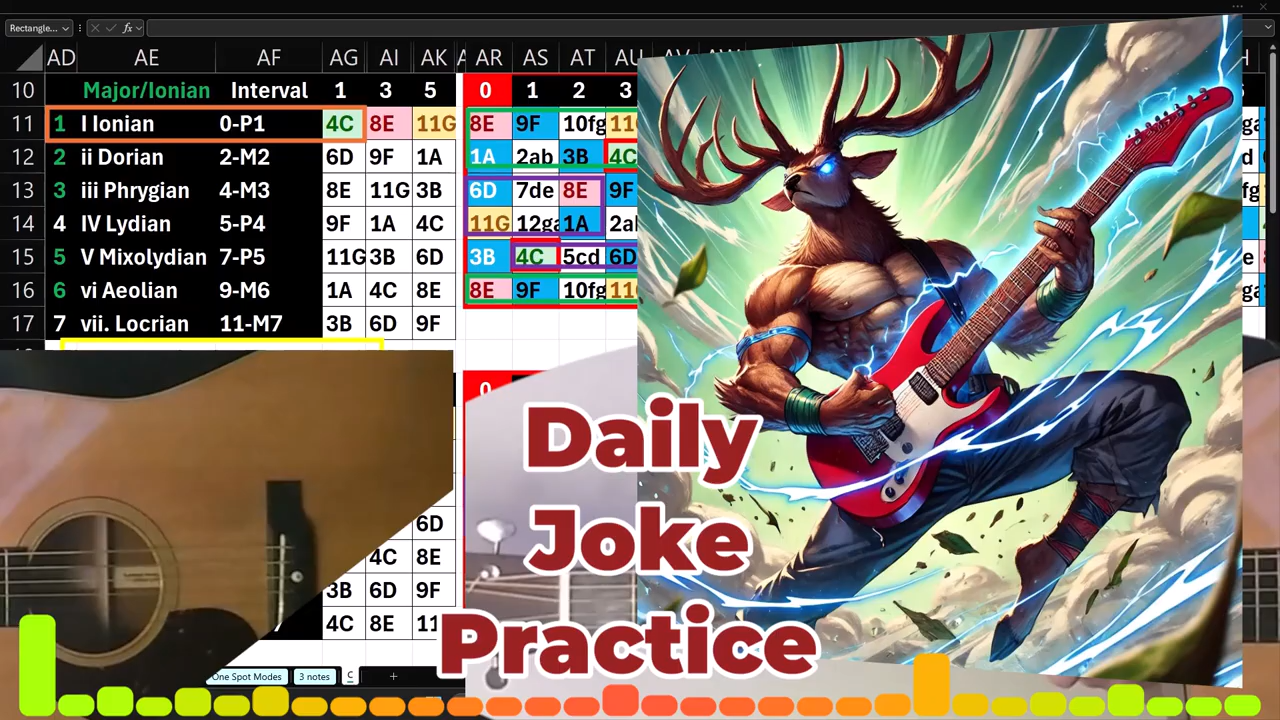 Rectangle...
fx
AD AE AF AG AI AK AR AS AT AU AV AW
10 Major/Ionian Interval 1 3 5 0 1 2 3
11 1 I Ionian 0-P1 4C 8E 11G 8E 9F 10fg
12 2 ii Dorian 2-M2 6D 9F 1A 1A 2ab 3B 4C
13 3 iii Phrygian 4-M3 8E 11G 3B 6D 7de 8E 9F
14 4 IV Lydian 5-P4 9F 1A 4C 11G 1A
15 5 V Mixolydian 7-P5 11G 3B 6D 3B 4C 5cd 6D
16 6 vi Aeolian 9-M6 1A 4C 8E 8E 9F 10fg
17 7 vii. Locrian 11-M7 3B 6D 9F
0
6D
4C 8E
3B 6D 9F
4C 8E
Daily
Joke
Practice
One Spot Modes 3 notes C +